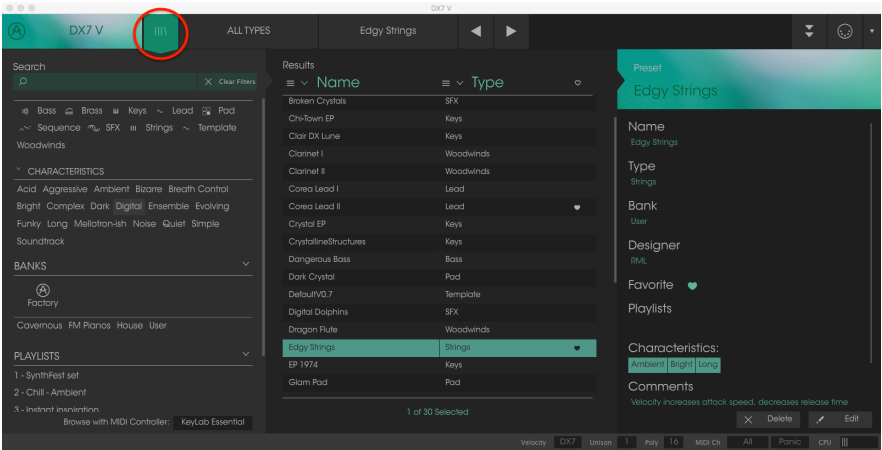 DX7 V
DX7 V
ALL TYPES
Edgy Strings
Search
Clear Filters
Bass Brass Keys Lead Pad
Sequence SFX Strings Template
Woodwinds
CHARACTERISTICS
Acid Aggressive Ambient Bizarre Breath Control
Bright Complex Dark Digital Ensemble Evolving
Funky Long Mellotron-ish Noise Quiet Simple
Soundtrack
BANKS
Factory
Cavernous FM Pianos House User
PLAYLISTS
1 - SynthFest set
2 - Chill - Ambient
3 - Instant inspiration
Browse with MIDI Controller: KeyLab Essential
Results
Name Type
Broken Crystals SFX
Chi-Town EP Keys
Clair DX Lune Keys
Clarinet I Woodwinds
Clarinet II Woodwinds
Corea Lead I Lead
Corea Lead II Lead
Crystal EP Keys
CrystallineStructures Keys
Dangerous Bass Bass
Dark Crystal Pad
DefaultV0.7 Template
Digital Dolphins SFX
Dragon Flute Woodwinds
Edgy Strings Strings
EP 1974 Keys
Glam Pad Pad
1 of 30 Selected
Preset
Edgy Strings
Name
Edgy Strings
Type
Strings
Bank
User
Designer
RML
Favorite
Playlists
Characteristics:
Ambient Bright Long
Comments
Velocity increases attack speed, decreases release time
Delete Edit
Velocity DX7 Unison 1 Poly 16 MIDI Ch All Panic CPU